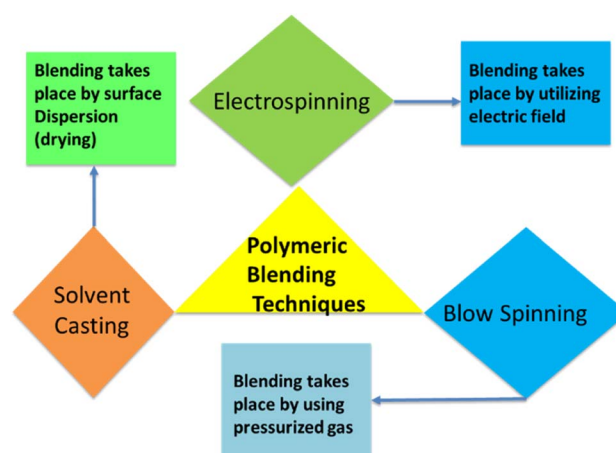 Blending takes
place by surface
Dispersion
(drying)
Electrospinning
Blending takes
place by utilizing
electric field
Polymeric
Blending
Techniques
Solvent
Casting
Blow Spinning
Blending takes
place by using
pressurized gas